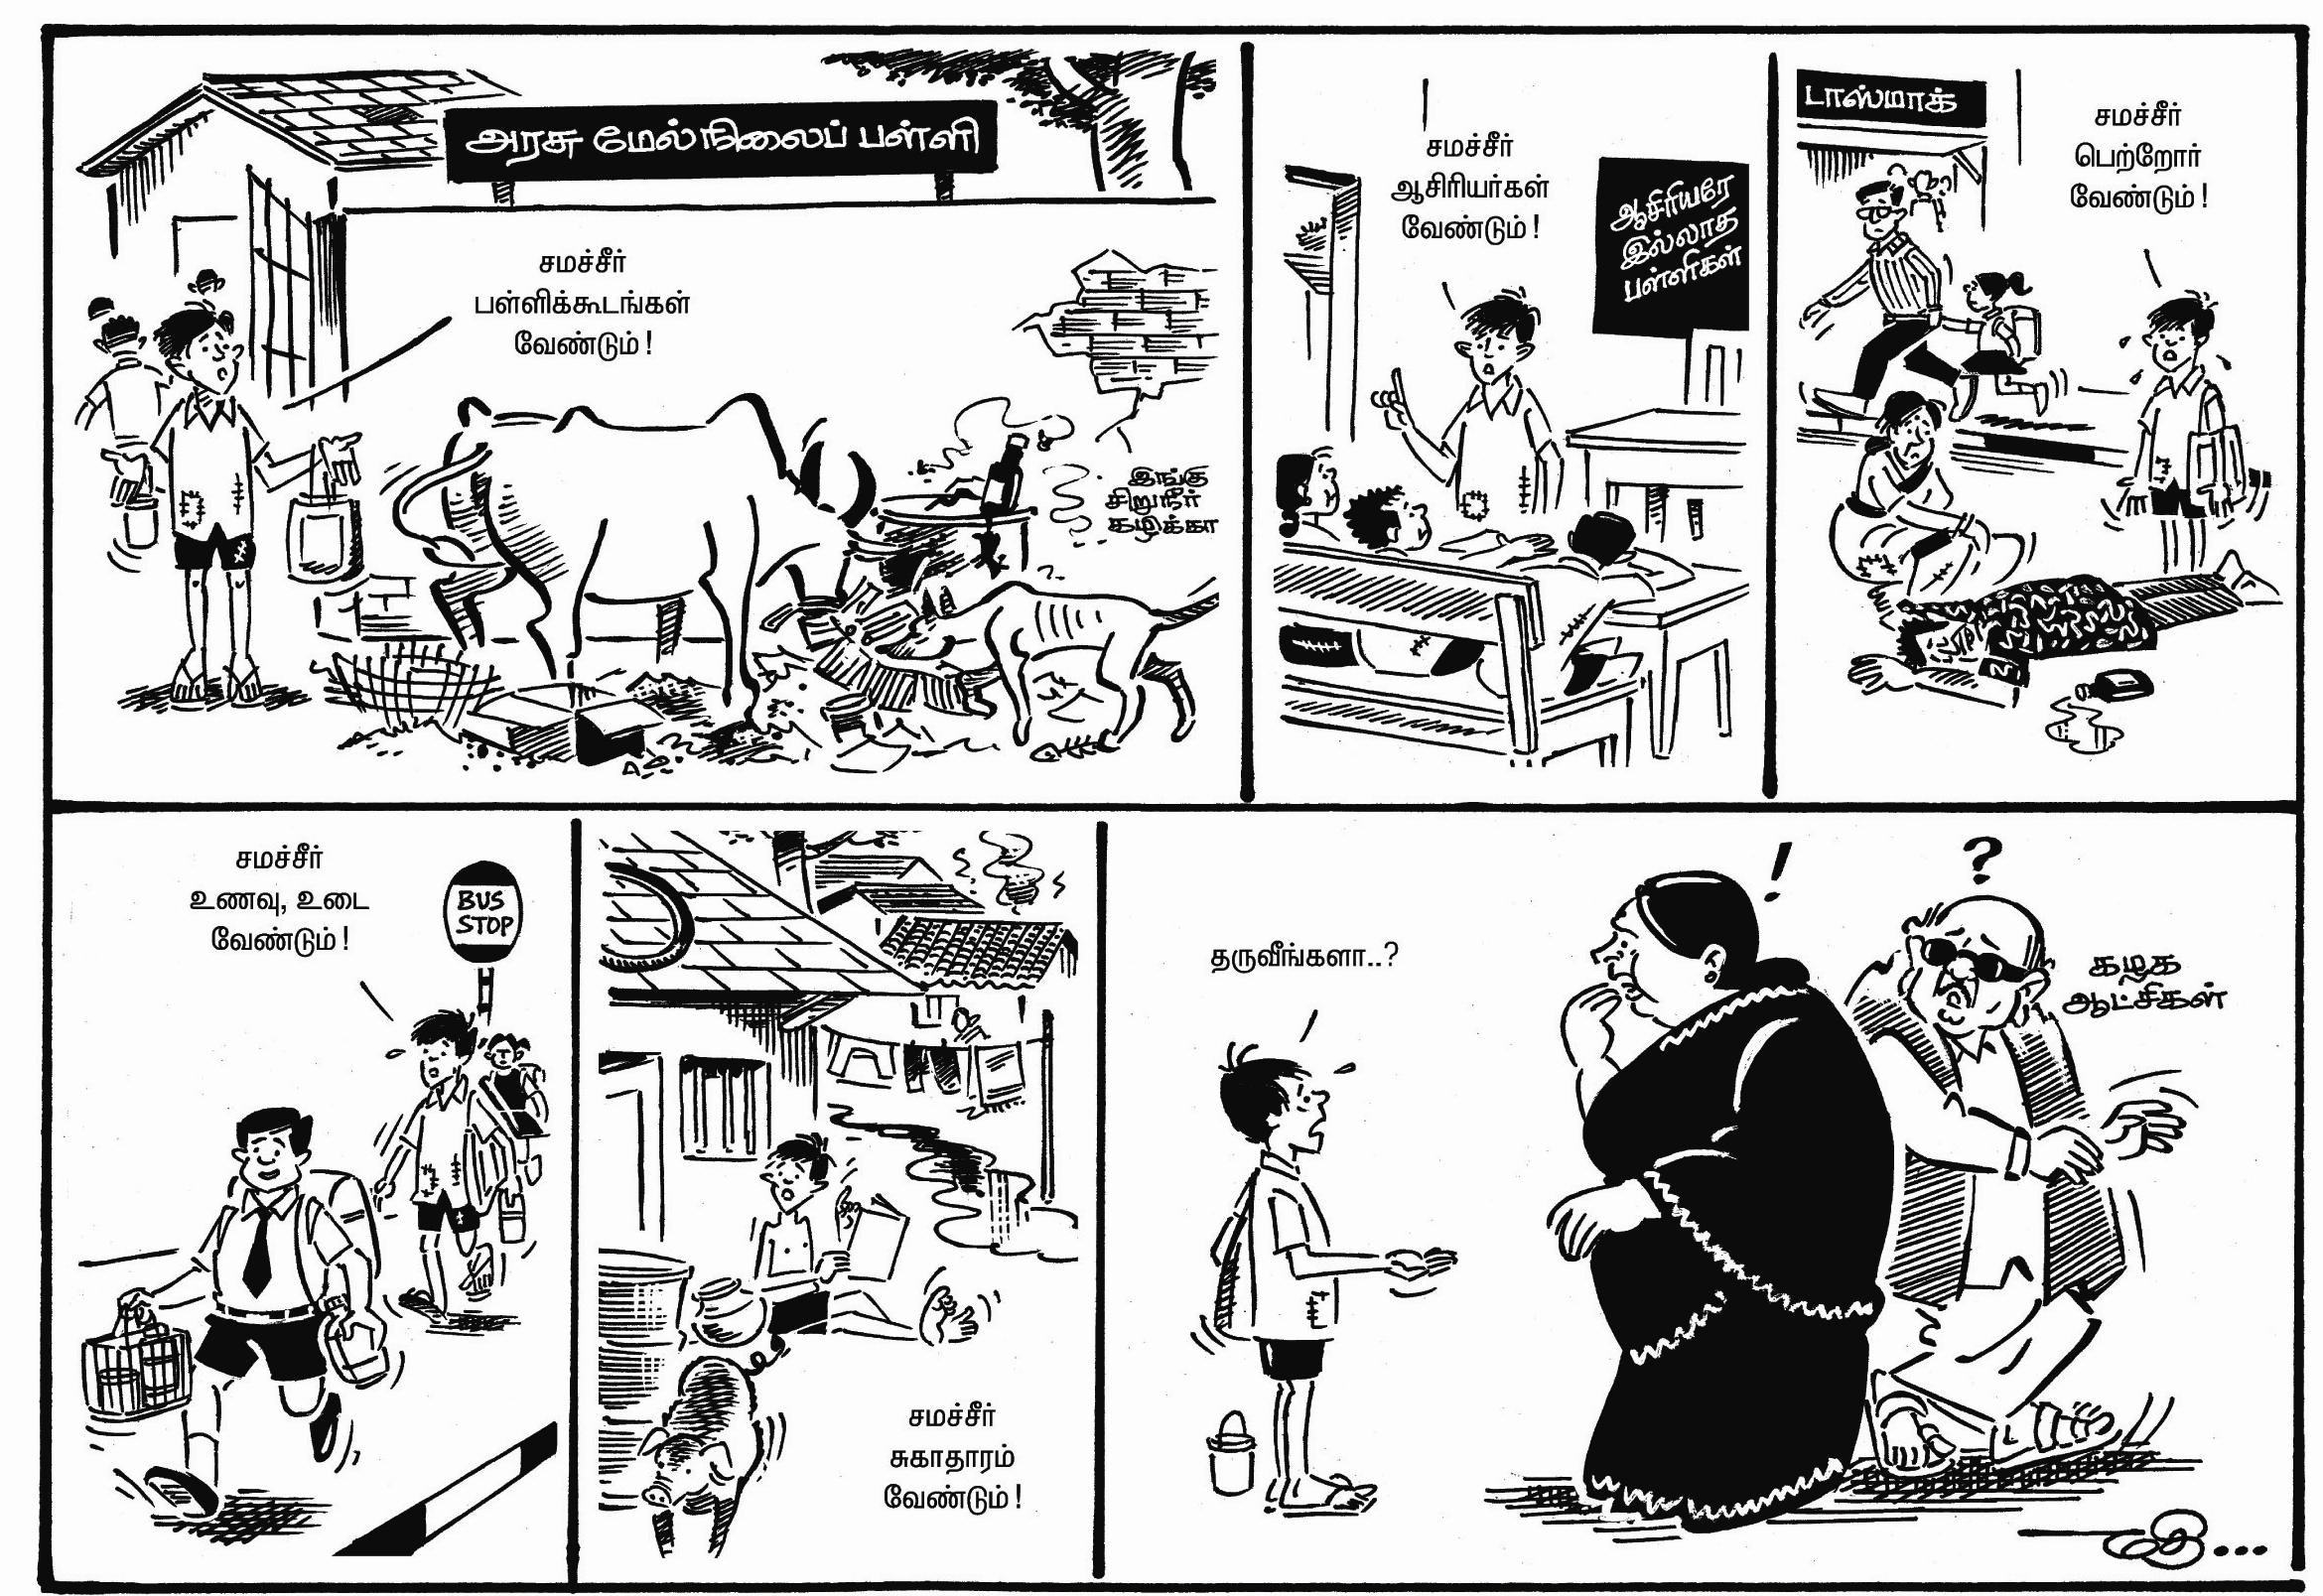 அரசு மேல்நிலைப் பள்ளி
சமச்சீர்
பள்ளிக்கூடங்கள்
வேண்டும் !
இங்கு
சிறுநீர்
கழிக்கா
சமச்சீர்
ஆசிரியர்கள்
வேண்டும் !
ஆசிரியரே
இல்லாத
பள்ளிகள்
டாஸ்மாக்
சமச்சீர்
பெற்றோர்
வேண்டும் !
சமச்சீர்
உணவு, உடை
வேண்டும் !
BUS
STOP
சமச்சீர்
சுகாதாரம்
வேண்டும் !
தருவீங்களா..?
!
?
கழக
ஆட்சிகள்